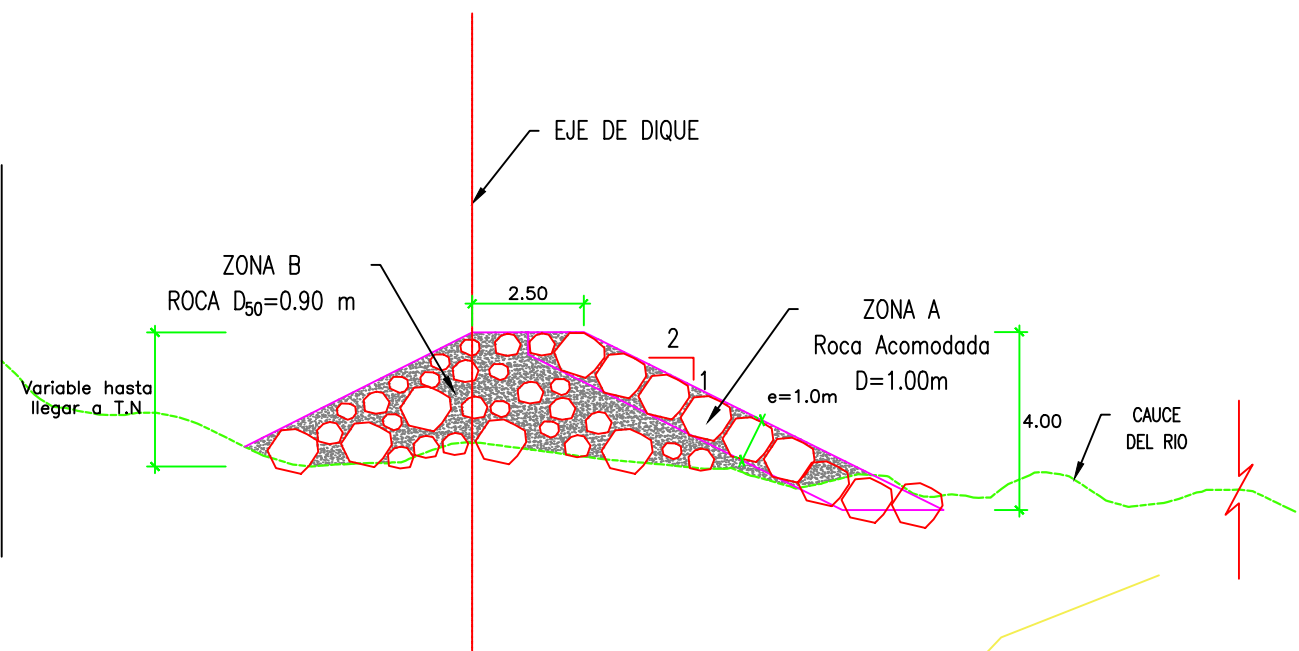 EJE DE DIQUE
ZONA B
ROCA D50=0.90 m
2.50
ZONA A
Roca Acomodada
D=1.00m
2
1
e=1.0m
Variable hasta
llegar a T.N
4.00
CAUCE
DEL RIO